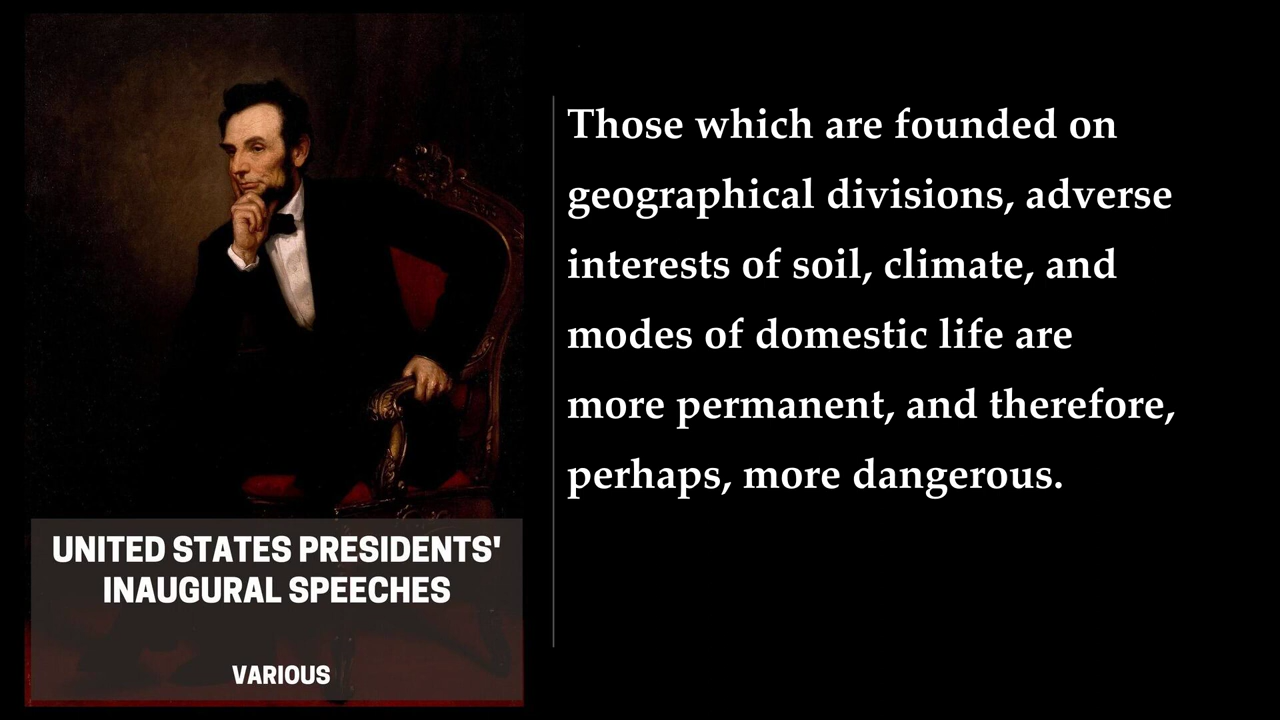 Those which are founded on
geographical divisions, adverse
interests of soil, climate, and
modes of domestic life are
more permanent, and therefore,
perhaps, more dangerous.
UNITED STATES PRESIDENTS'
INAUGURAL SPEECHES
VARIOUS